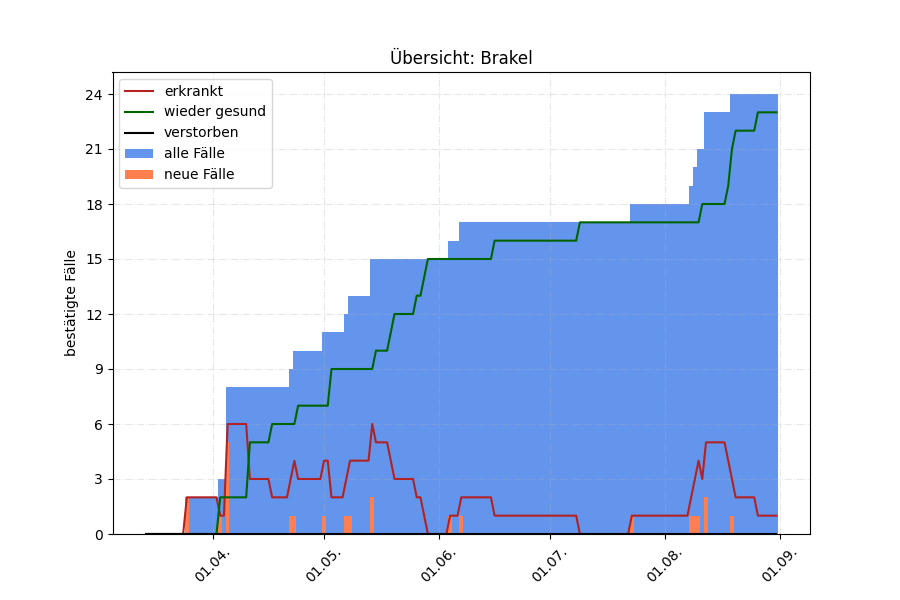 Übersicht: Brakel
erkrankt
wieder gesund
verstorben
alle Fälle
neue Fälle
bestätigte Fälle
24
21
18
15
12
9
6
3
0
01.04.
01.05.
01.06.
01.07.
01.08.
01.09.